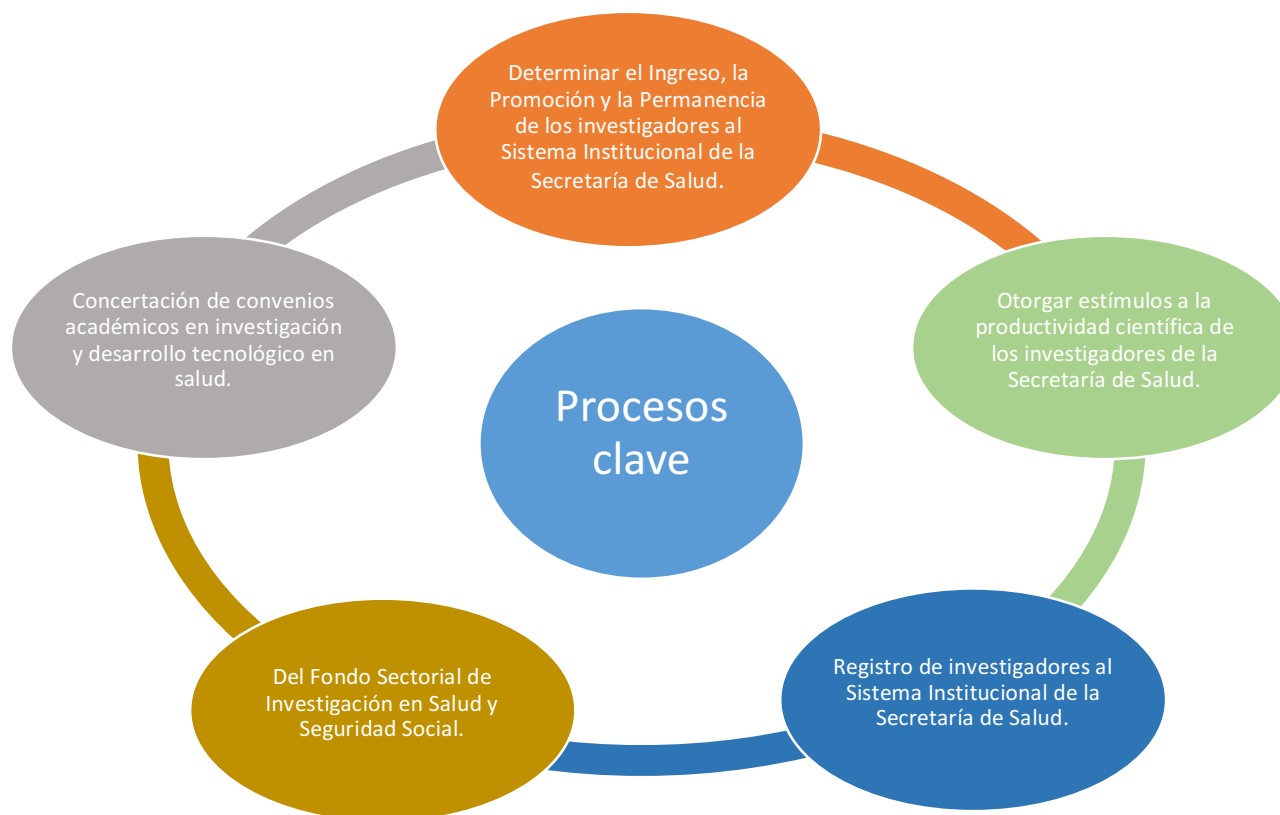 Determinar el Ingreso, la
Promoción y la Permanencia
de los investigadores al
Sistema Institucional de la
Secretaría de Salud.
Otorgar estímulos a la
productividad científica de
los investigadores de la
Secretaría de Salud.
Registro de investigadores al
Sistema Institucional de la
Secretaría de Salud.
Del Fondo Sectorial de
Investigación en Salud y
Seguridad Social.
Concertación de convenios
académicos en investigación
y desarrollo tecnológico en
salud.
Procesos
clave